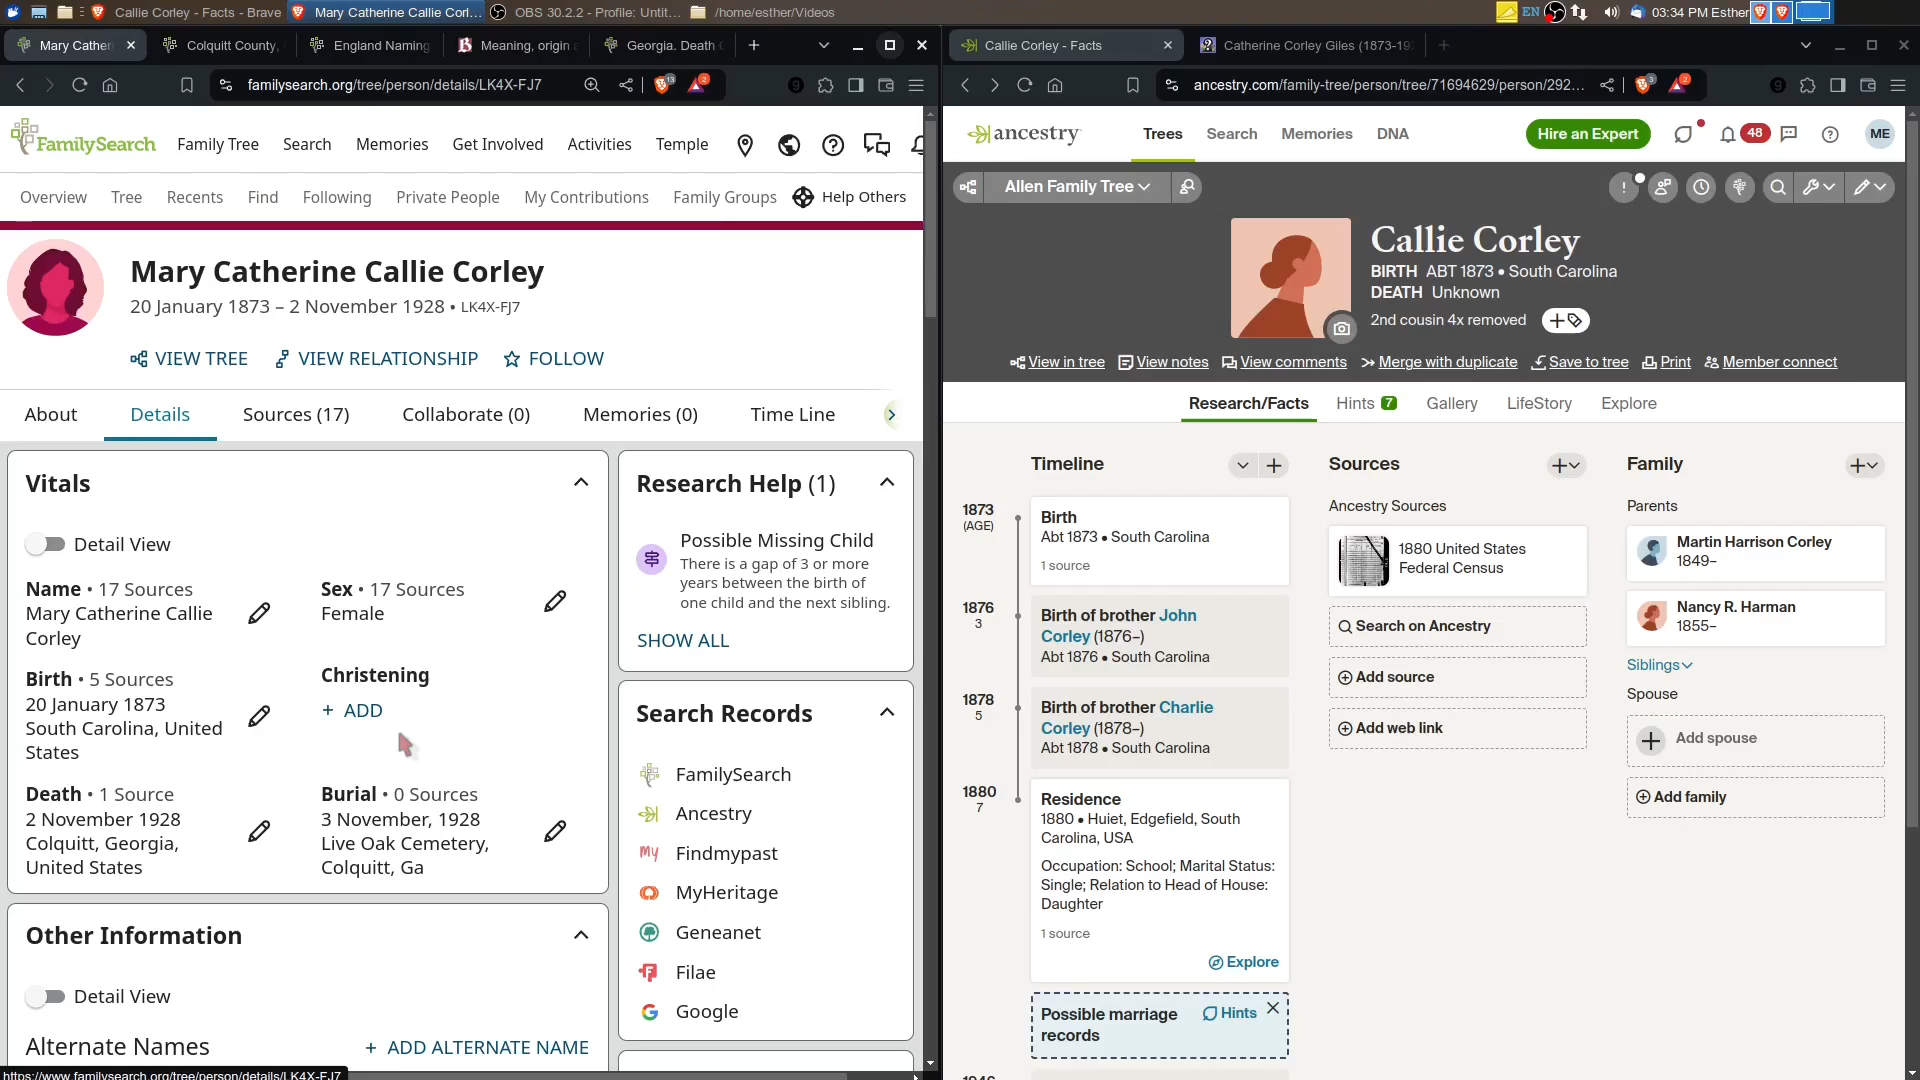 Callie Corley - Facts - Brave
Mary Catherine Callie Corl...
OBS 30.2.2 - Profile: Untit...
/home/esther/Videos
EN
03:34 PM Esther
Mary Cather
Colquitt County,
England Naming
Meaning, origin
Georgia. Death
Callie Corley - Facts
Catherine Corley Giles (1873-19
familysearch.org/tree/person/details/LK4X-FJ7
13
2
ancestry.com/family-tree/person/tree/71694629/person/292...
3
2
FamilySearch
Family Tree
Search
Memories
Get Involved
Activities
Temple
Overview
Tree
Recents
Find
Following
Private People
My Contributions
Family Groups
Help Others
Mary Catherine Callie Corley
20 January 1873 – 2 November 1928 • LK4X-FJ7
VIEW TREE
VIEW RELATIONSHIP
FOLLOW
About
Details
Sources (17)
Collaborate (0)
Memories (0)
Time Line
Vitals
Detail View
Name • 17 Sources
Mary Catherine Callie
Corley
Sex • 17 Sources
Female
Birth • 5 Sources
20 January 1873
South Carolina, United
States
Christening
+ ADD
Death • 1 Source
2 November 1928
Colquitt, Georgia,
United States
Burial • 0 Sources
3 November, 1928
Live Oak Cemetery,
Colquitt, Ga
Other Information
Detail View
Alternate Names
+ ADD ALTERNATE NAME
https://www.familysearch.org/tree/person/details/LK4X-FJ7
Research Help (1)
Possible Missing Child
There is a gap of 3 or more
years between the birth of
one child and the next sibling.
SHOW ALL
Search Records
FamilySearch
Ancestry
my
Findmypast
MyHeritage
Geneanet
Filae
Google
ancestry
Trees
Search
Memories
DNA
Hire an Expert
48
ME
Allen Family Tree
Callie Corley
BIRTH ABT 1873 • South Carolina
DEATH Unknown
2nd cousin 4x removed
View in tree
View notes
View comments
Merge with duplicate
Save to tree
Print
Member connect
Research/Facts
Hints 7
Gallery
LifeStory
Explore
Timeline
1873
(AGE)
Birth
Abt 1873 • South Carolina
1 source
1876
3
Birth of brother John
Corley (1876–)
Abt 1876 • South Carolina
1878
5
Birth of brother Charlie
Corley (1878–)
Abt 1878 • South Carolina
1880
7
Residence
1880 • Huiet, Edgefield, South
Carolina, USA
Occupation: School; Marital Status:
Single; Relation to Head of House:
Daughter
1 source
Explore
Possible marriage
records
Hints
Sources
Ancestry Sources
1880 United States
Federal Census
Search on Ancestry
Add source
Add web link
Family
Parents
Martin Harrison Corley
1849–
Nancy R. Harman
1855–
Siblings
Spouse
Add spouse
Add family